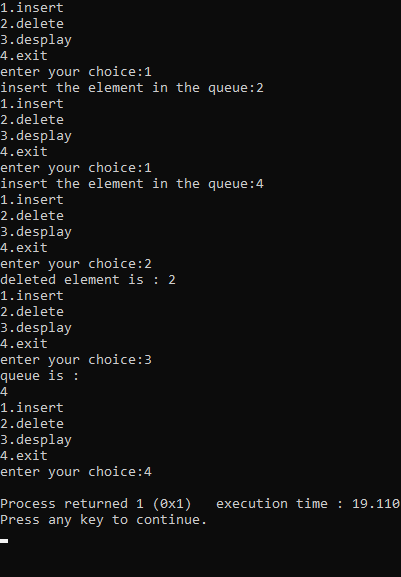 1.insert
2.delete
3.desplay
4.exit
enter your choice:1
insert the element in the queue:2
1.insert
2.delete
3.desplay
4.exit
enter your choice:1
insert the element in the queue:4
1.insert
2.delete
3.desplay
4.exit
enter your choice:2
deleted element is : 2
1.insert
2.delete
3.desplay
4.exit
enter your choice:3
queue is :
4
1.insert
2.delete
3.desplay
4.exit
enter your choice:4
Process returned 1 (0x1)   execution time : 19.110
Press any key to continue.